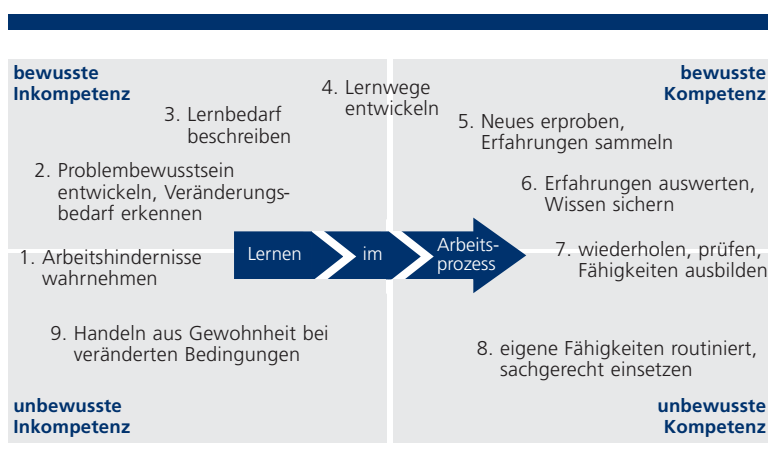 bewusste
Inkompetenz
bewusste
Kompetenz
4. Lernwege
entwickeln
3. Lernbedarf
beschreiben
5. Neues erproben,
Erfahrungen sammeln
2. Problembewusstsein
entwickeln, Veränderungs-
bedarf erkennen
6. Erfahrungen auswerten,
Wissen sichern
1. Arbeitshindernisse
wahrnehmen
Lernen
im
Arbeits-
prozess
7. wiederholen, prüfen,
Fähigkeiten ausbilden
9. Handeln aus Gewohnheit bei
veränderten Bedingungen
8. eigene Fähigkeiten routiniert,
sachgerecht einsetzen
unbewusste
Inkompetenz
unbewusste
Kompetenz